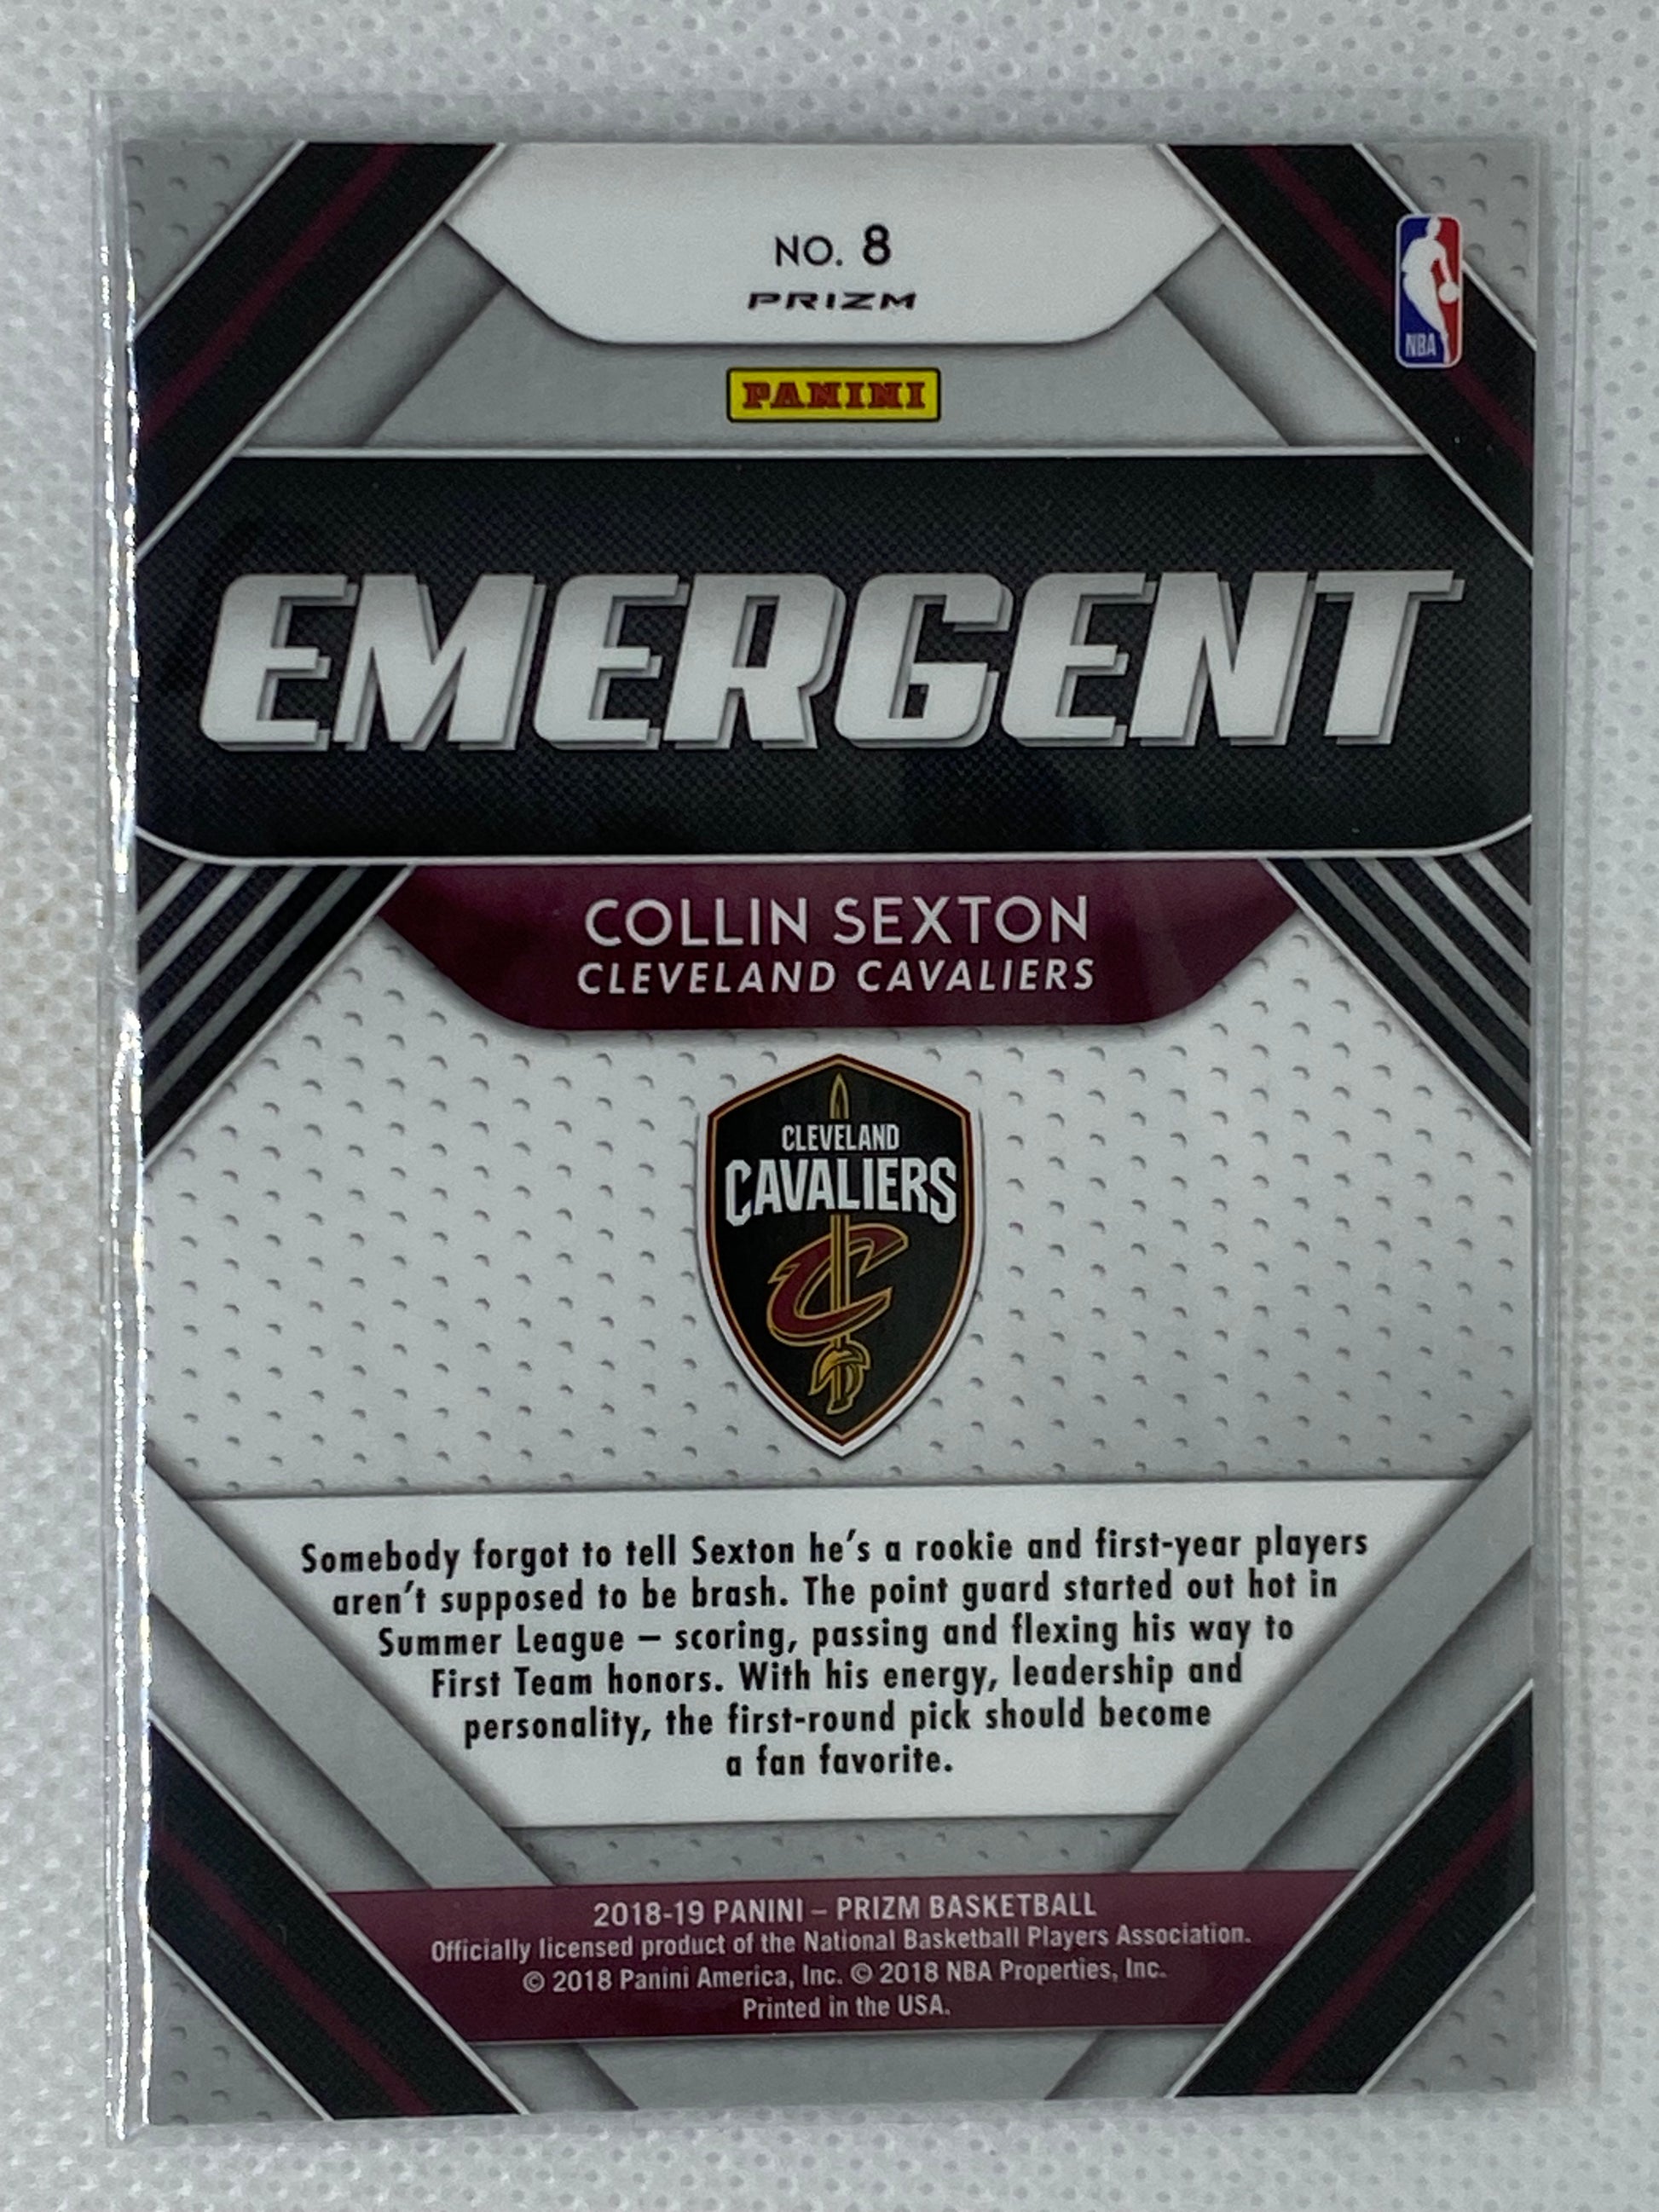 NO. 8
PRIZM
NBA
PANINI
EMERGENT
COLLIN SEXTON
CLEVELAND CAVALIERS
CLEVELAND
CAVALIERS
C
Somebody forgot to tell Sexton he's a rookie and first-year players
aren't supposed to be brash. The point guard started out hot in
Summer League – scoring, passing and flexing his way to
First Team honors. With his energy, leadership and
personality, the first-round pick should become
a fan favorite.
2018-19 PANINI – PRIZM BASKETBALL
Officially licensed product of the National Basketball Players Association.
© 2018 Panini America, Inc. © 2018 NBA Properties, Inc.
Printed in the USA.